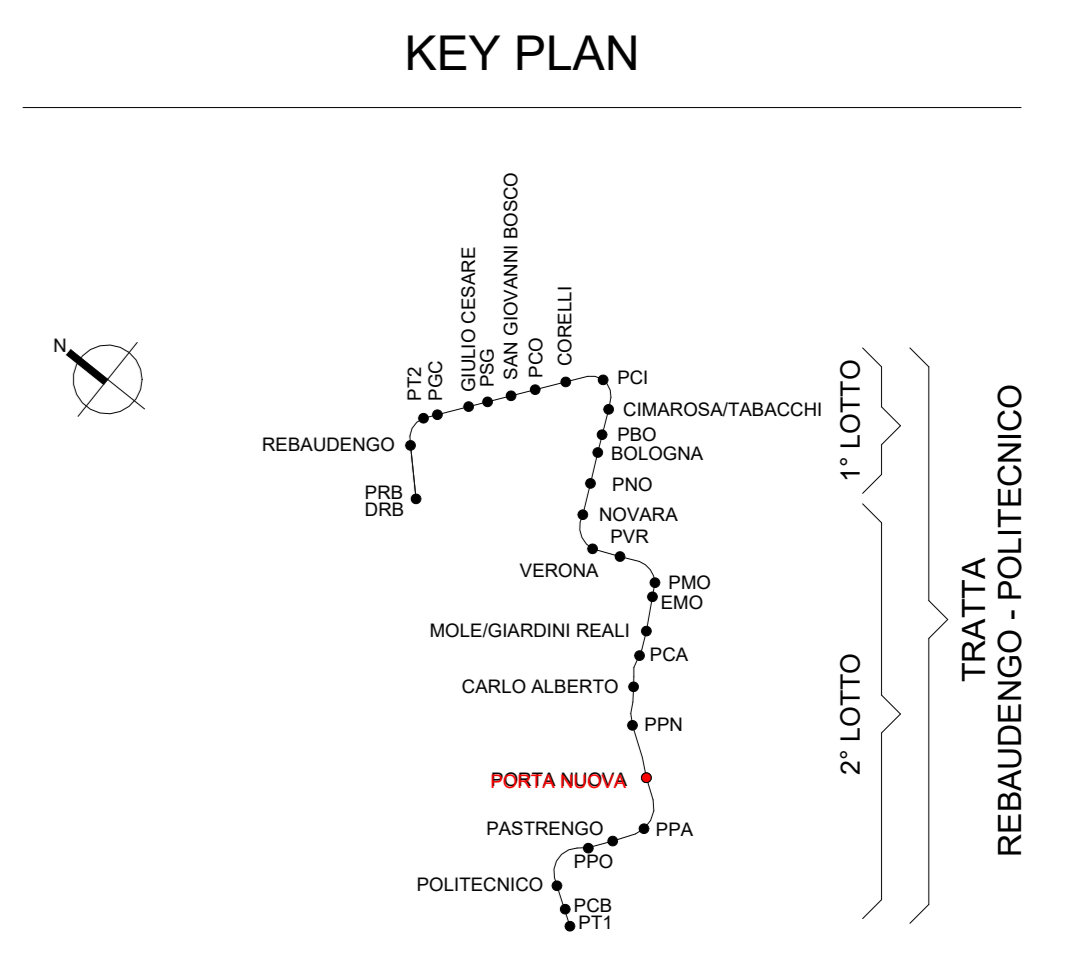 KEY PLAN
N
PT2
PGC
GIULIO CESARE
PSG
SAN GIOVANNI BOSCO
PCO
CORELLI
PCI
CIMAROSA/TABACCHI
REBAUDENGO
PBO
BOLOGNA
PRB
DRB
PNO
NOVARA
PVR
VERONA
PMO
EMO
MOLE/GIARDINI REALI
PCA
CARLO ALBERTO
PPN
PORTA NUOVA
PASTRENGO
PPA
PPO
POLITECNICO
PCB
PT1
1° LOTTO
2° LOTTO
TRATTA
REBAUDENGO - POLITECNICO